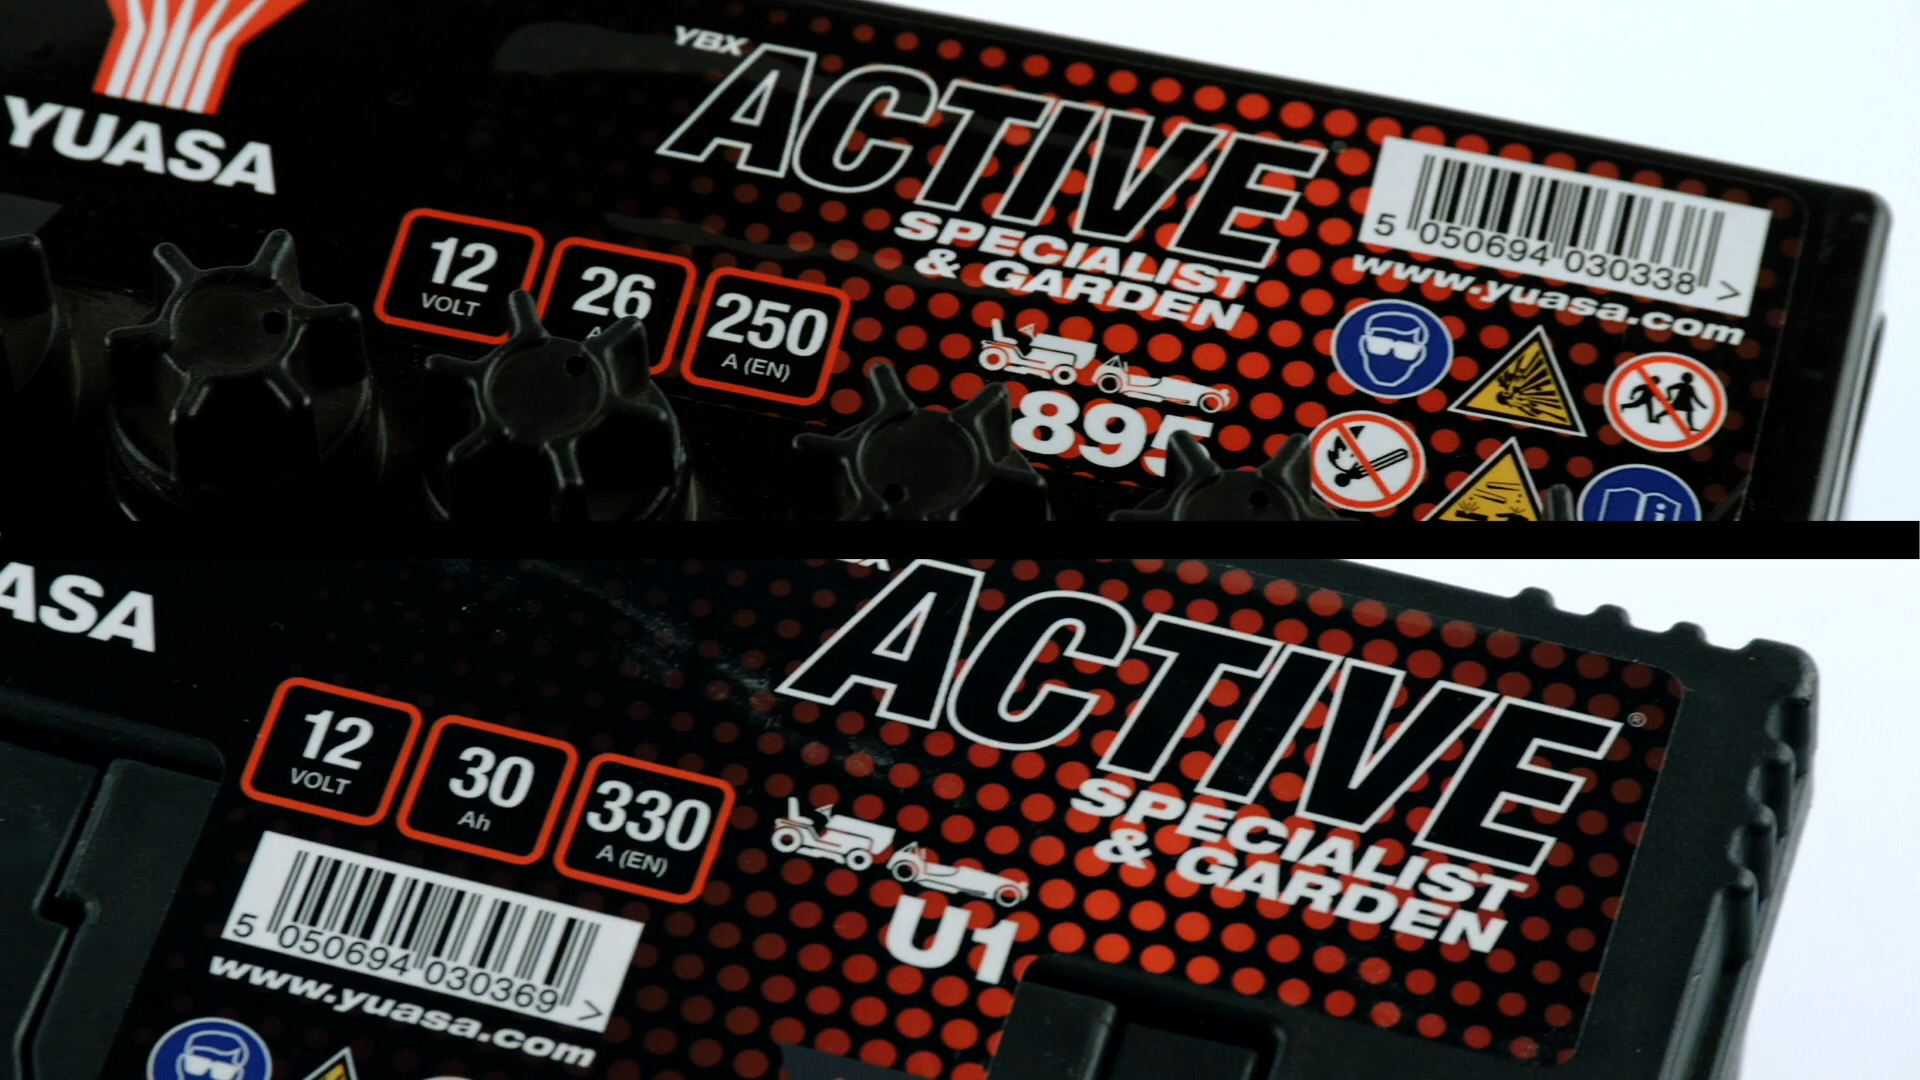 YBX
ACTIVE
SPECIALIST
& GARDEN
YUASA
12
VOLT
26
250
A (EN)
895
5 050694 030338 >
www.yuasa.com
ASA
ACTIVE®
SPECIALIST
& GARDEN
12
VOLT
30
Ah
330
A (EN)
U1
5 050694 030369 >
www.yuasa.com